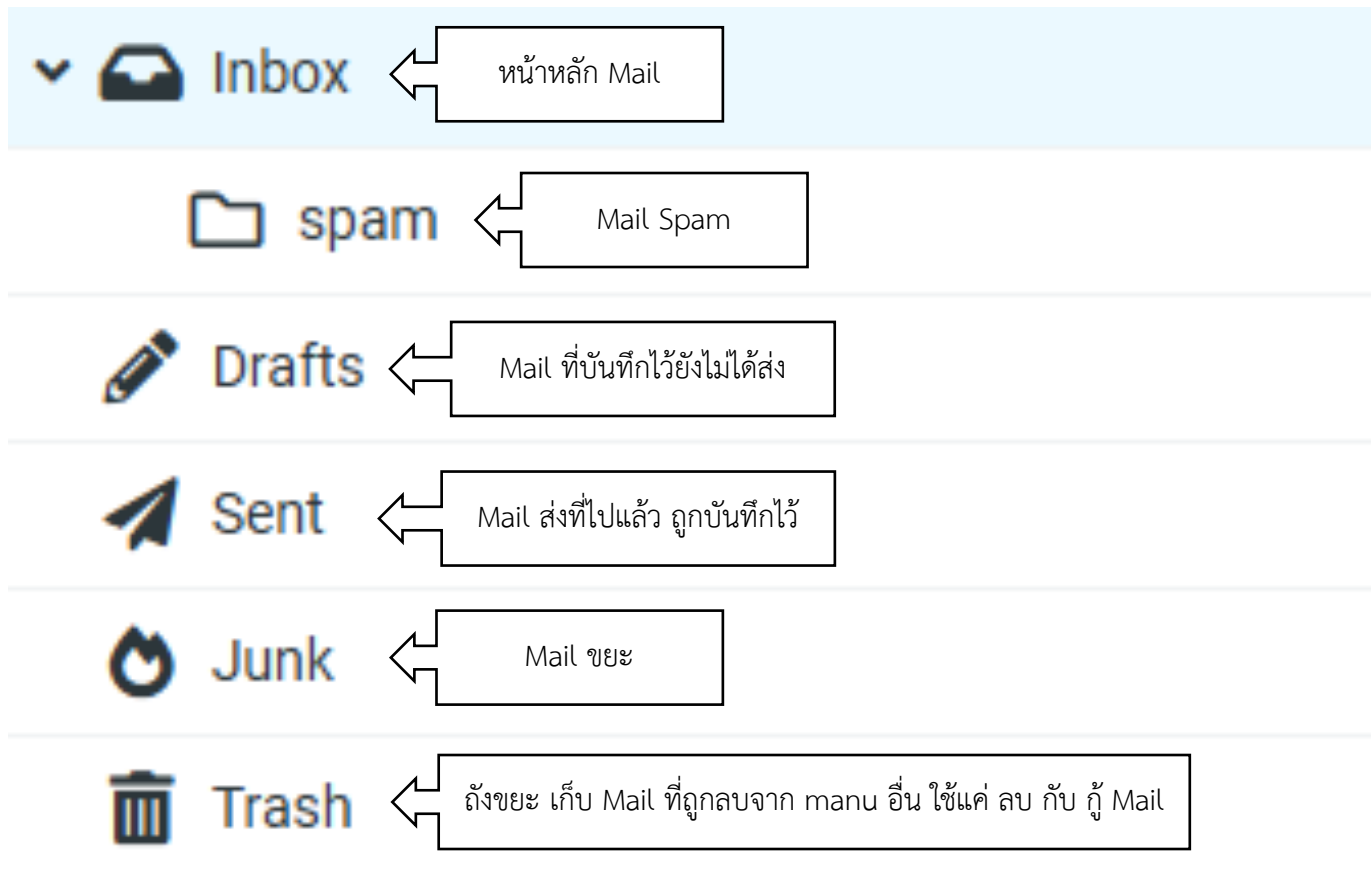 Inbox
หน้าหลัก Mail
spam
Mail Spam
Drafts
Mail ที่บันทึกไว้ยังไม่ได้ส่ง
Sent
Mail ส่งที่ไปแล้ว ถูกบันทึกไว้
Junk
Mail ขยะ
Trash
ถังขยะ เก็บ Mail ที่ถูกลบจาก manu อื่น ใช้แค่ ลบ กับ กู้ Mail